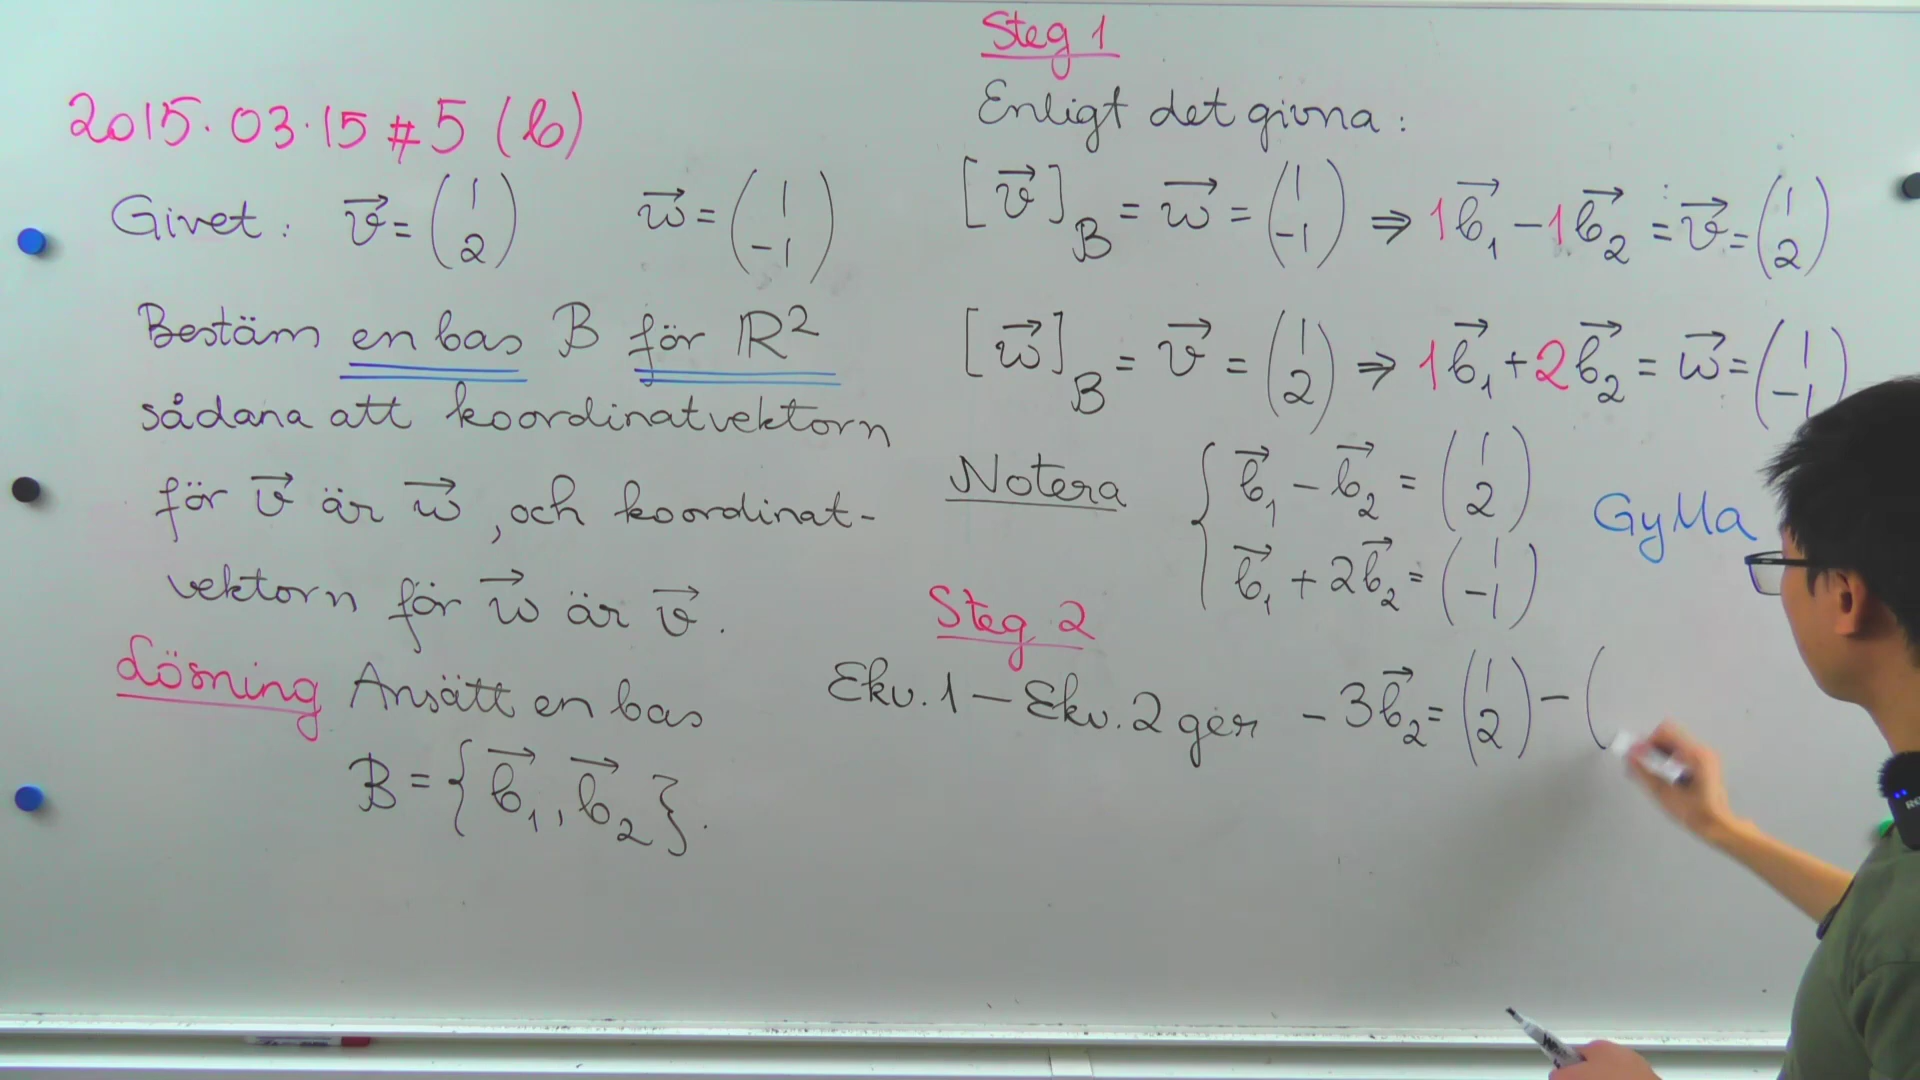 2015.03.15 #5 (b)
Givet: v⃗ = (1 2) w⃗ = (1 -1)
Bestäm en bas B för ℝ²
sådana att koordinatvektorn
för v⃗ är w⃗, och koordinat-
vektorn för w⃗ är v⃗.
Lösning Ansätt en bas
B = {b⃗₁, b⃗₂}.
Steg 1
Enligt det givna:
[v⃗]_B = w⃗ = (1 -1) ⇒ 1b⃗₁ - 1b⃗₂ = v⃗ = (1 2)
[w⃗]_B = v⃗ = (1 2) ⇒ 1b⃗₁ + 2b⃗₂ = w⃗ = (1 -1)
Notera { b⃗₁ - b⃗₂ = (1 2)
b⃗₁ + 2b⃗₂ = (1 -1)
GyMa
Steg 2
Ekv. 1 - Ekv. 2 ger -3b⃗₂ = (1 2) - (